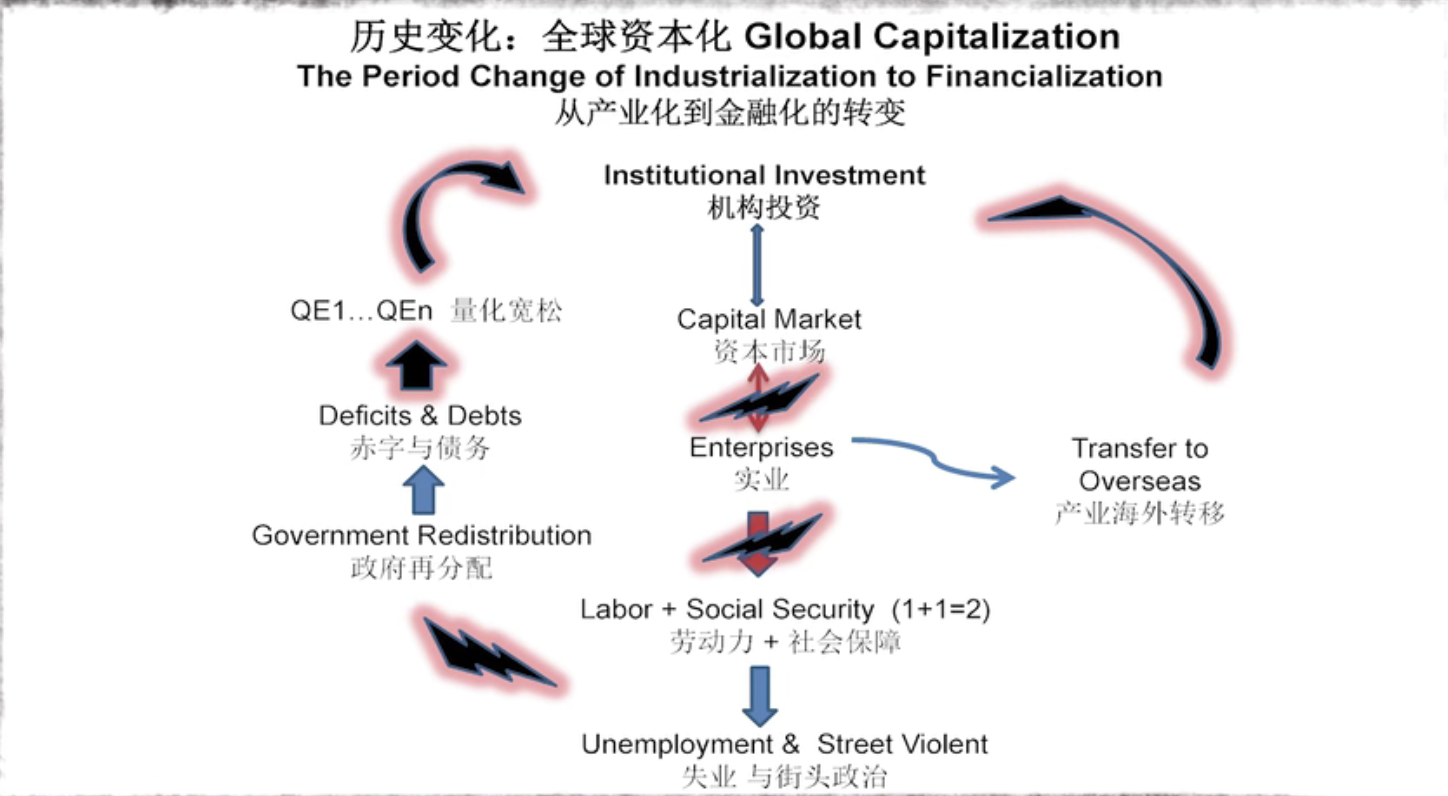 历史变化：全球资本化 Global Capitalization
The Period Change of Industrialization to Financialization
从产业化到金融化的转变
Institutional Investment
机构投资
QE1…QEn 量化宽松
Capital Market
资本市场
Deficits & Debts
赤字与债务
Enterprises
实业
Transfer to
Overseas
产业海外转移
Government Redistribution
政府再分配
Labor + Social Security (1+1=2)
劳动力 + 社会保障
Unemployment & Street Violent
失业 与街头政治